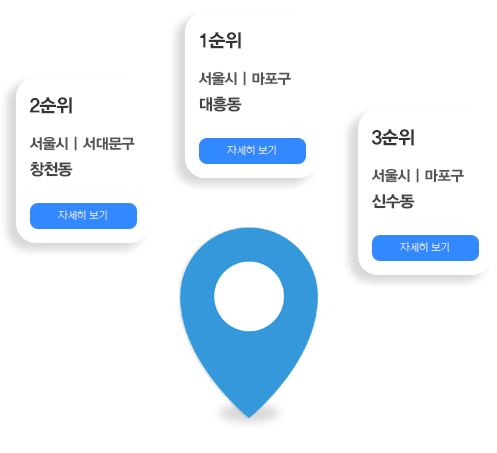 1순위
서울시 | 마포구
대흥동
자세히 보기
2순위
서울시 | 서대문구
창천동
자세히 보기
3순위
서울시 | 마포구
신수동
자세히 보기